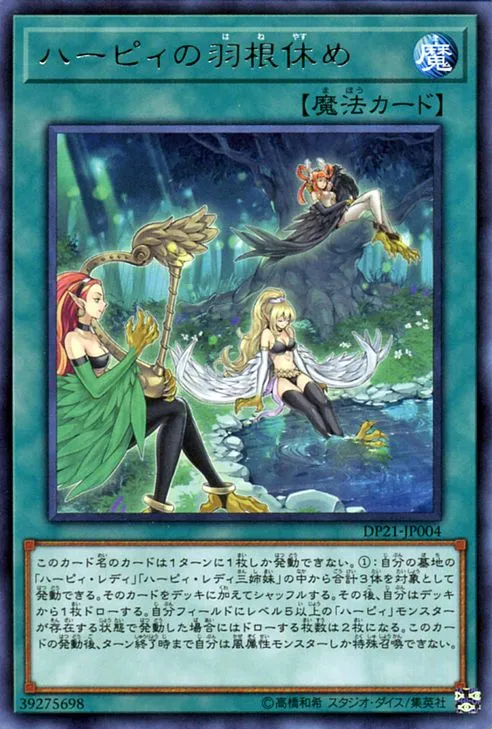 ハーピィの羽根休め
【魔法カード】
魔
DP21-JP004
このカード名のカードは1ターンに1枚しか発動できない。①：自分の墓地の
「ハーピィ・レディ」「ハーピィ・レディ三姉妹」の中から合計3体を対象として
発動できる。そのカードをデッキに加えてシャッフルする。その後、自分はデッキ
から1枚ドローする。自分フィールドにレベル5以上の「ハーピィ」モンスター
が存在する状態で発動した場合にはドローする枚数は2枚になる。このカー
ドの発動後、ターン終了時まで自分は風属性モンスターしか特殊召喚できない。
39275698
©高橋和希 スタジオ・ダイス/集英社